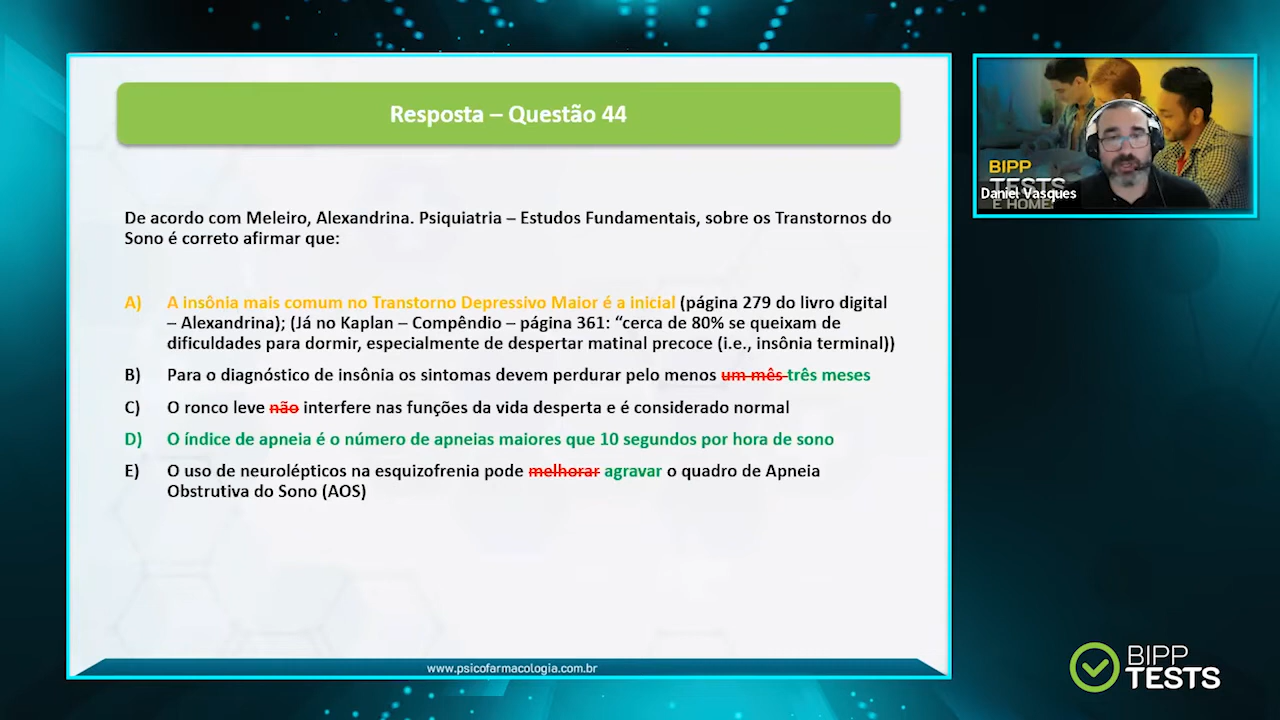 Resposta – Questão 44
De acordo com Meleiro, Alexandrina. Psiquiatria – Estudos Fundamentais, sobre os Transtornos do
Sono é correto afirmar que:
A) A insônia mais comum no Transtorno Depressivo Maior é a inicial (página 279 do livro digital
– Alexandrina); (Já no Kaplan – Compêndio – página 361: “cerca de 80% se queixam de
dificuldades para dormir, especialmente de despertar matinal precoce (i.e., insônia terminal))
B) Para o diagnóstico de insônia os sintomas devem perdurar pelo menos um mês três meses
C) O ronco leve não interfere nas funções da vida desperta e é considerado normal
D) O índice de apneia é o número de apneias maiores que 10 segundos por hora de sono
E) O uso de neurolépticos na esquizofrenia pode melhorar agravar o quadro de Apneia
Obstrutiva do Sono (AOS)
www.psicofarmacologia.com.br
BIPP
TESTS
Daniel Vasques
É HOME!
BIPP
TESTS